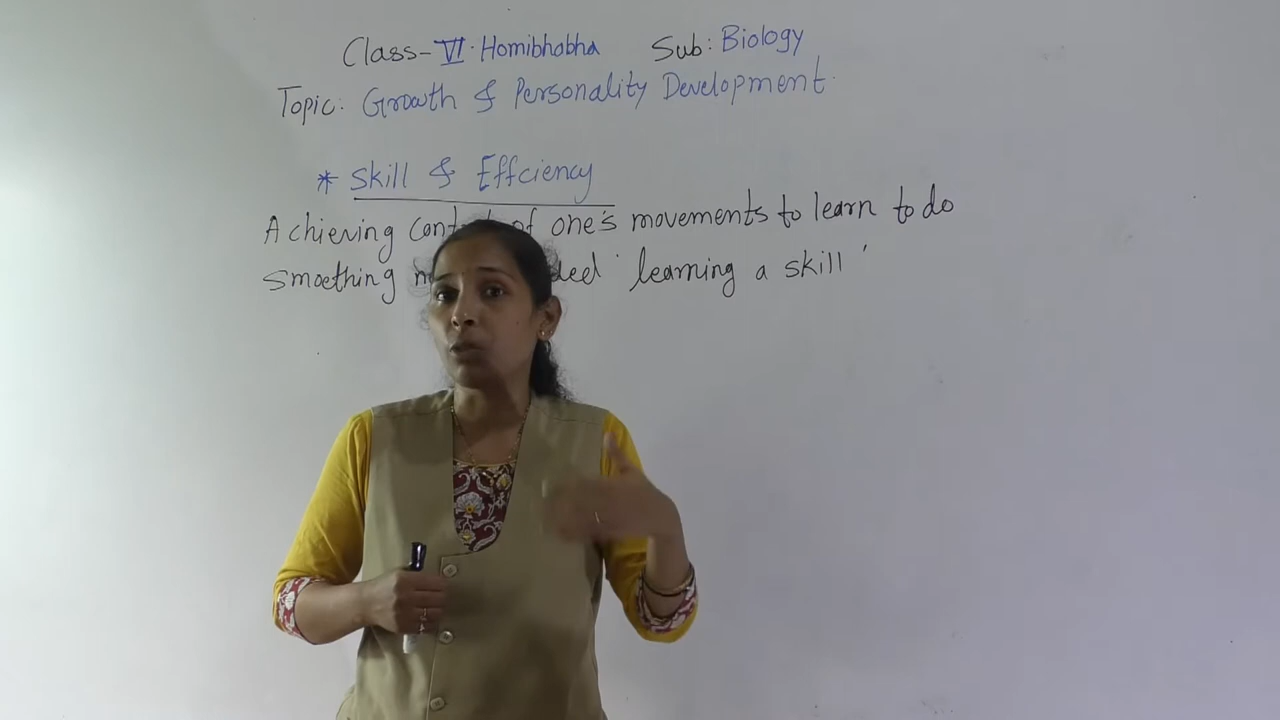 Class-VI. Homibhabha Sub: Biology
Topic: Growth & Personality Development.
* Skill & Effciency
Achieving of one's movements to learn to do
Smoething 'learning a skill'